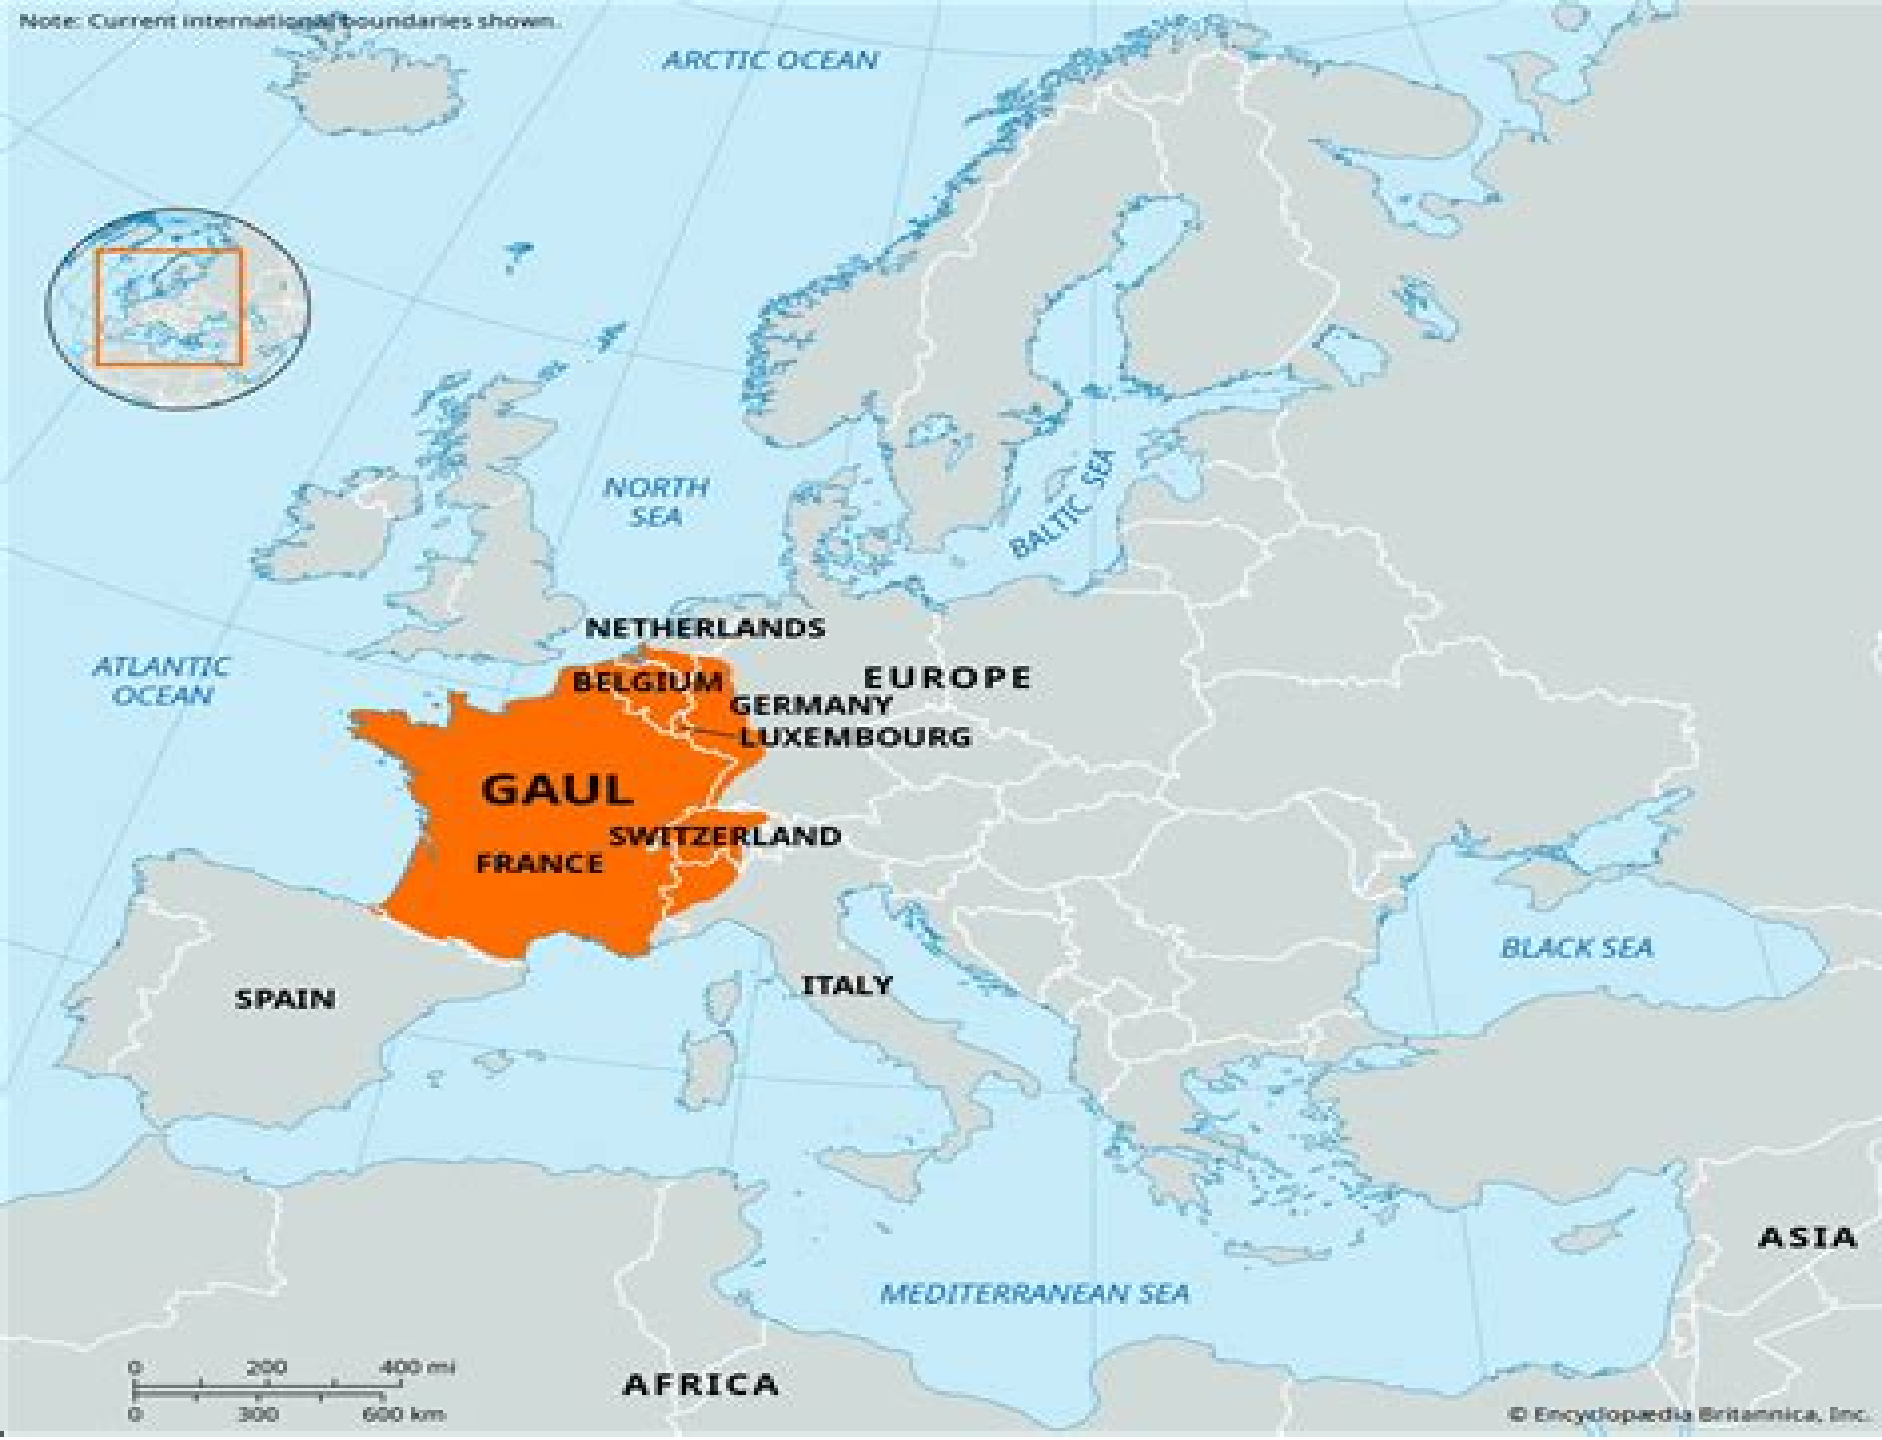 Note: Current international boundaries shown.
ARCTIC OCEAN
NORTH
SEA
BALTIC SEA
NETHERLANDS
ATLANTIC
OCEAN
BELGIUM
EUROPE
GERMANY
LUXEMBOURG
GAUL
SWITZERLAND
FRANCE
BLACK SEA
SPAIN
ITALY
ASIA
MEDITERRANEAN SEA
0 200 400 mi
AFRICA
0 300 600 km
© Encyclopædia Britannica, Inc.